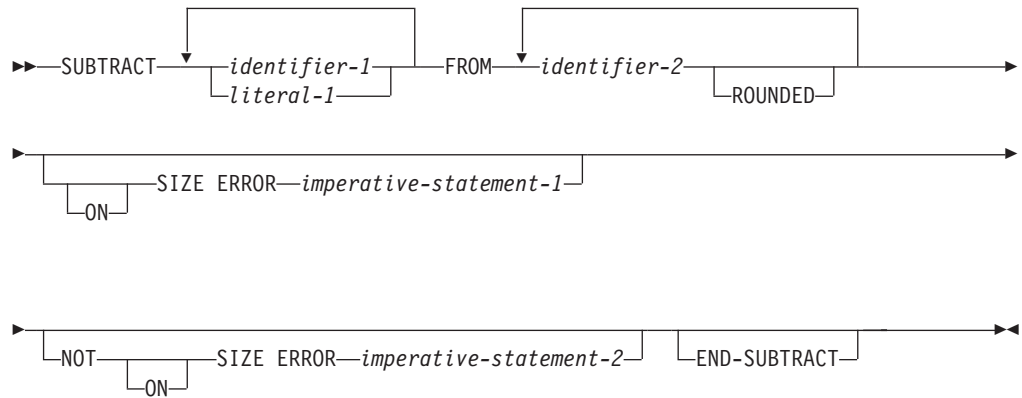 SUBTRACT identifier-1 FROM identifier-2
literal-1 ROUNDED
SIZE ERROR imperative-statement-1
ON
NOT SIZE ERROR imperative-statement-2 END-SUBTRACT
ON